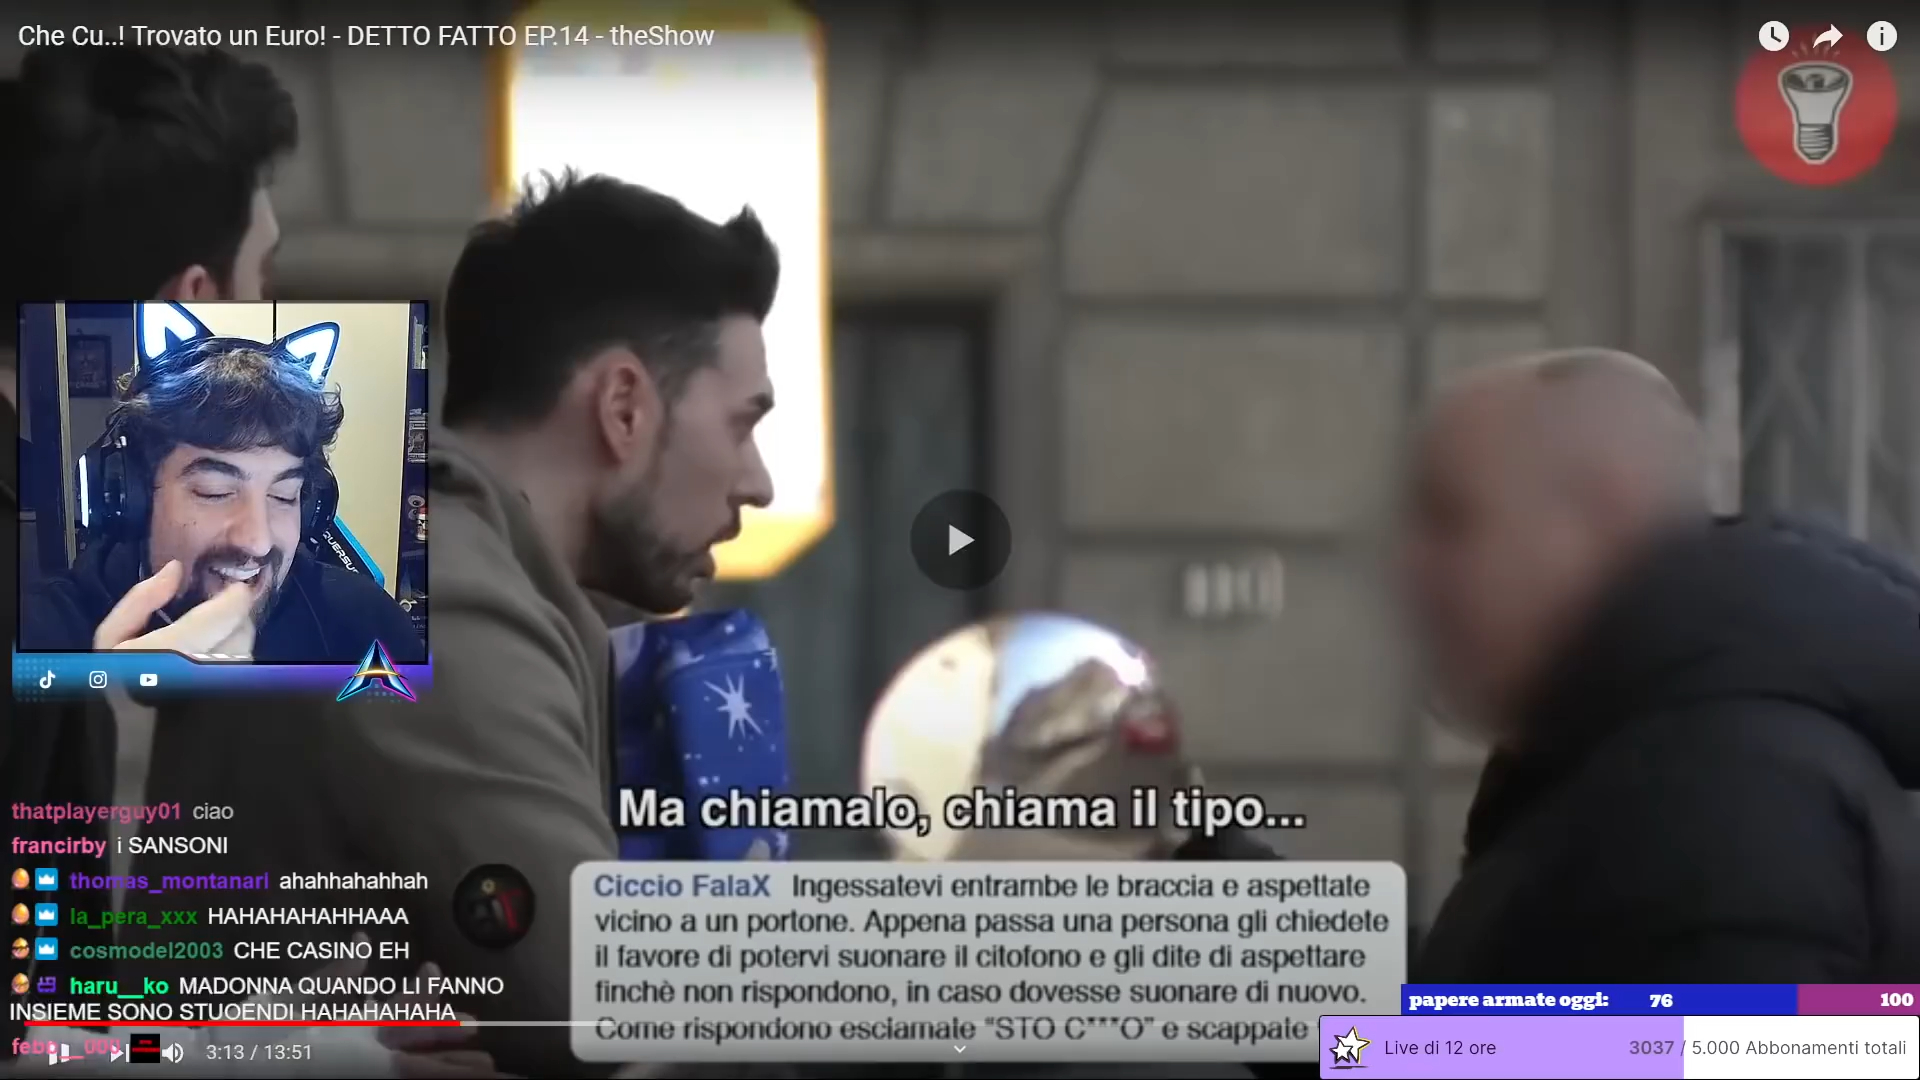 Che Cu..! Trovato un Euro! - DETTO FATTO EP.14 - theShow
Ma chiamalo, chiama il tipo...
Ciccio FalaX Ingessatevi entrambe le braccia e aspettate
vicino a un portone. Appena passa una persona gli chiedete
il favore di potervi suonare il citofono e gli dite di aspettare
finchè non rispondono, in caso dovesse suonare di nuovo.
Come rispondono esclamate “STO C***O” e scappate
thatplayerguy01 ciao
francirby i SANSONI
thomas_montanari ahahhahahhah
la_pera_xxx HAHAHAHAHHAAA
cosmodel2003 CHE CASINO EH
haru__ko MADONNA QUANDO LI FANNO
INSIEME SONO STUOENDI HAHAHAHAHA
3:13 / 13:51
papere armate oggi: 76 100
Live di 12 ore 3037 / 5.000 Abbonamenti totali